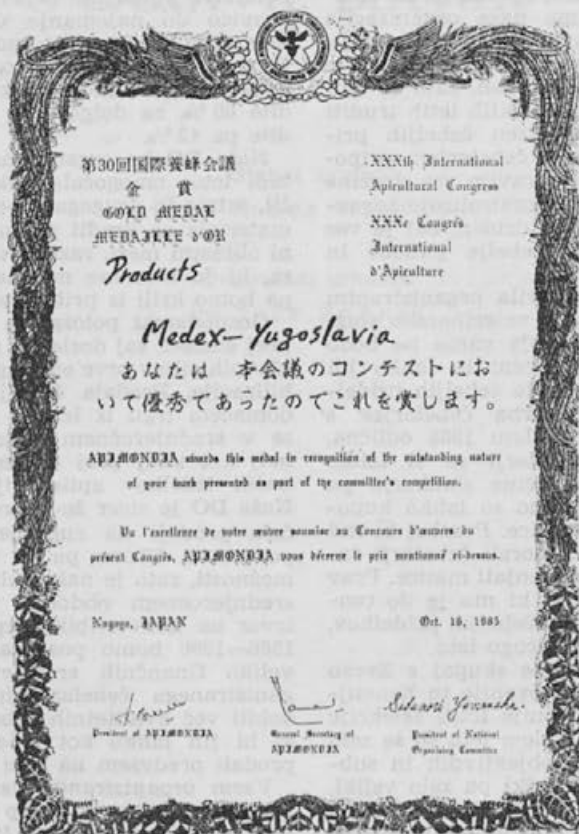 第30回国際養蜂会議
金 賞
GOLD MEDAL
MEDAILLE d'OR
Products
XXXth International
Apicultural Congress
XXXe Congrès
International
d'Apiculture
Medex-Yugoslavia
あなたは 本会議のコンテストにお
いて優秀であったのでこれを賞します。
APIMONDIA awards this medal in recognition of the outstanding nature
of your work presented as part of the committee's competition.
Vu l'excellence de votre soumise au Concours du
présent Congrès, APIMONDIA vous décerne le prix mentionné ci-dessus.
Nagoya, JAPAN
Oct. 16, 1985
President of APIMONDIA
General Secretary of
APIMONDIA
President of National
Organizing Committee